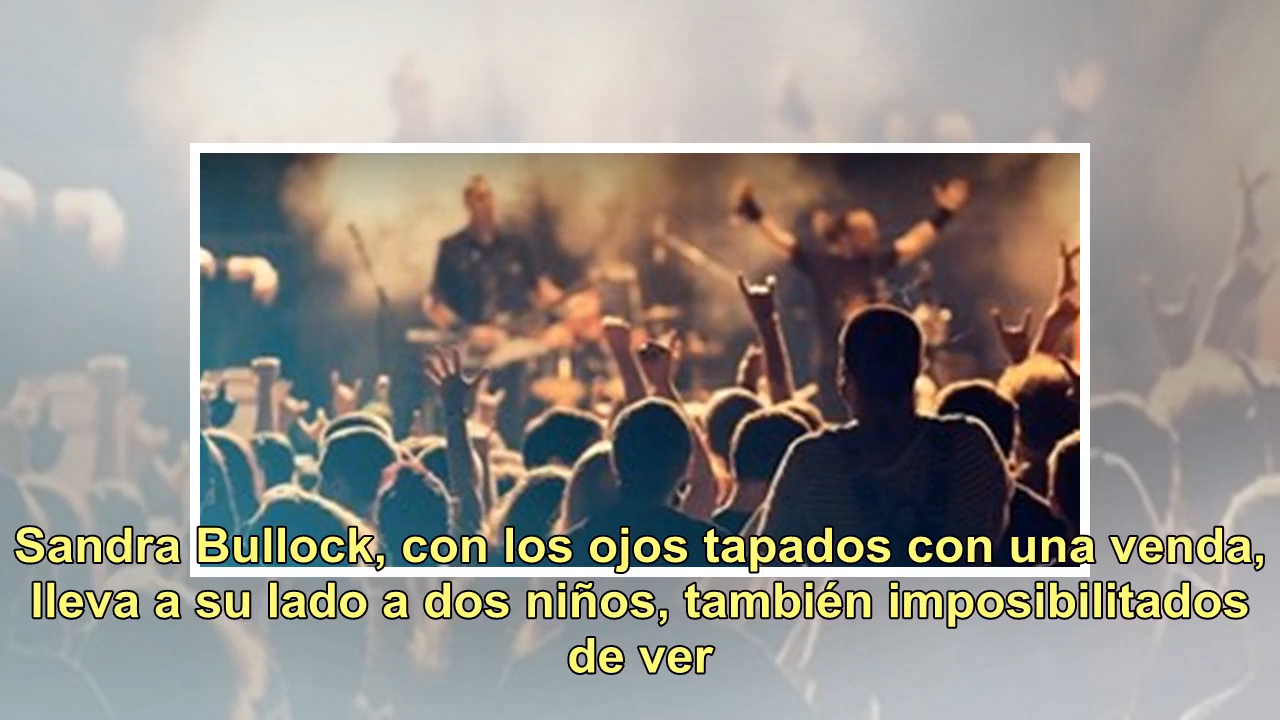 Sandra Bullock, con los ojos tapados con una venda,
lleva a su lado a dos niños, también imposibilitados
de ver